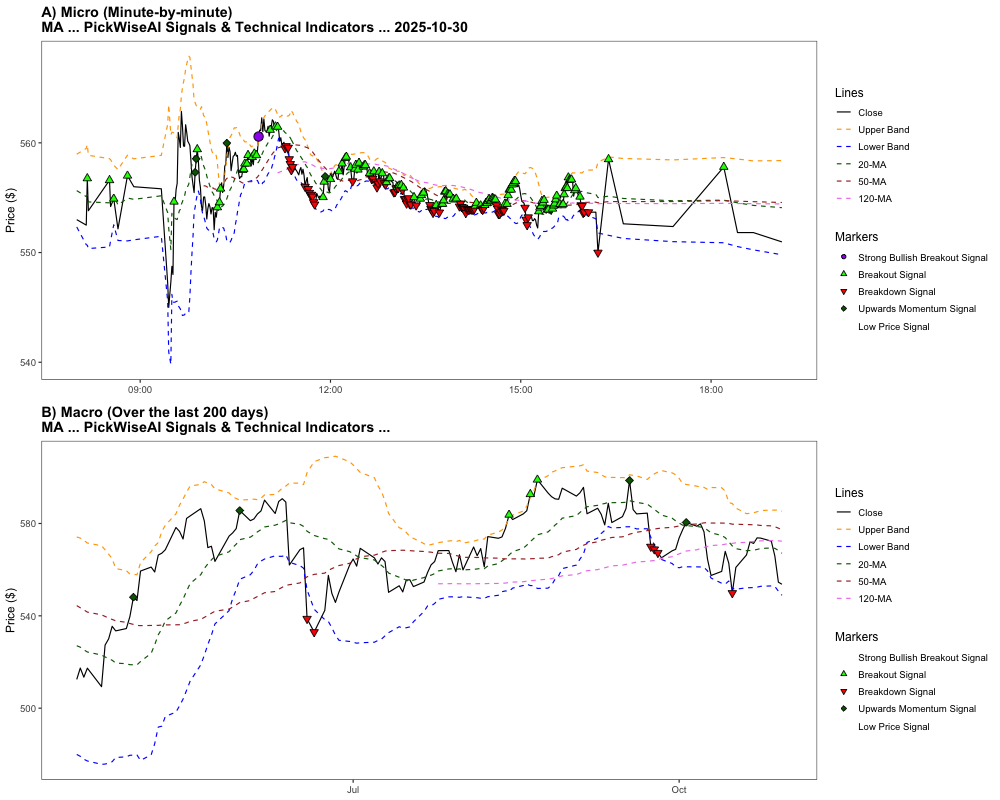 A) Micro (Minute-by-minute)
MA ... PickWiseAI Signals & Technical Indicators ... 2025-10-30
Price ($)
560
550
540
09:00
12:00
15:00
18:00
Lines
Close
Upper Band
Lower Band
20-MA
50-MA
120-MA
Markers
Strong Bullish Breakout Signal
Breakout Signal
Breakdown Signal
Upwards Momentum Signal
Low Price Signal
B) Macro (Over the last 200 days)
MA ... PickWiseAI Signals & Technical Indicators ...
Price ($)
580
540
500
Jul
Oct
Lines
Close
Upper Band
Lower Band
20-MA
50-MA
120-MA
Markers
Strong Bullish Breakout Signal
Breakout Signal
Breakdown Signal
Upwards Momentum Signal
Low Price Signal